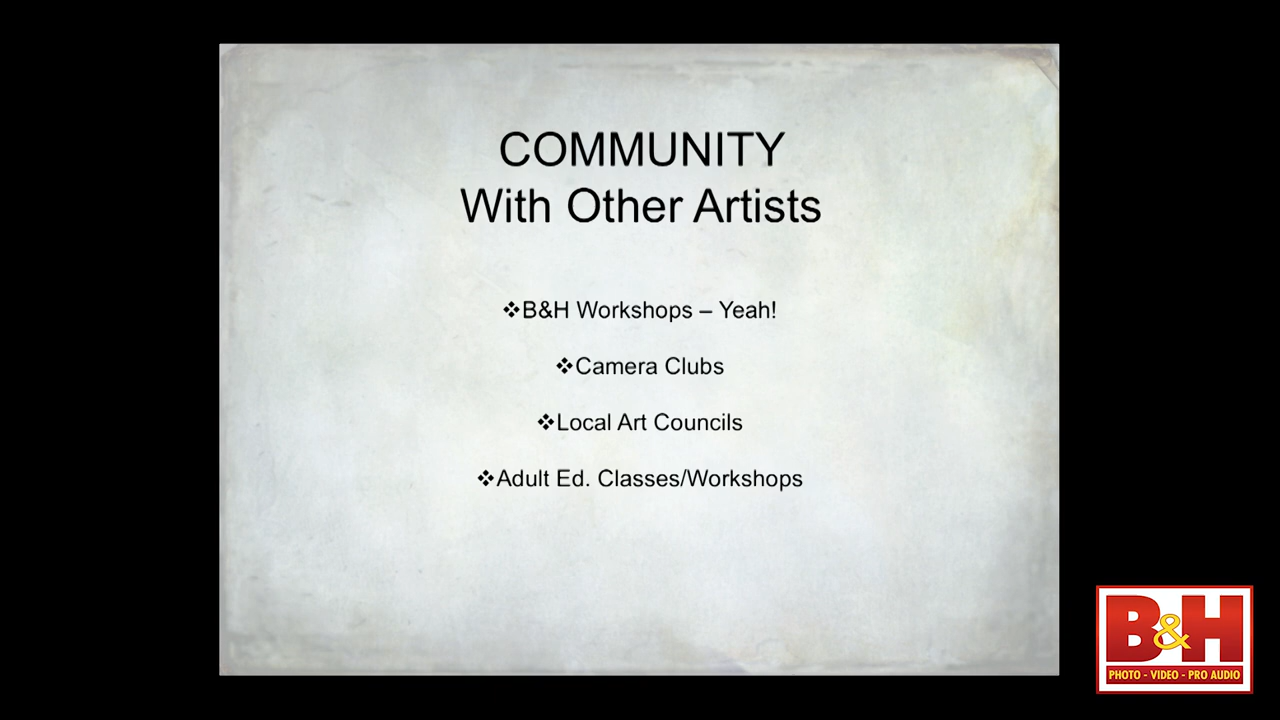 COMMUNITY
With Other Artists
❖B&H Workshops – Yeah!
❖Camera Clubs
❖Local Art Councils
❖Adult Ed. Classes/Workshops
B&H
PHOTO - VIDEO - PRO AUDIO